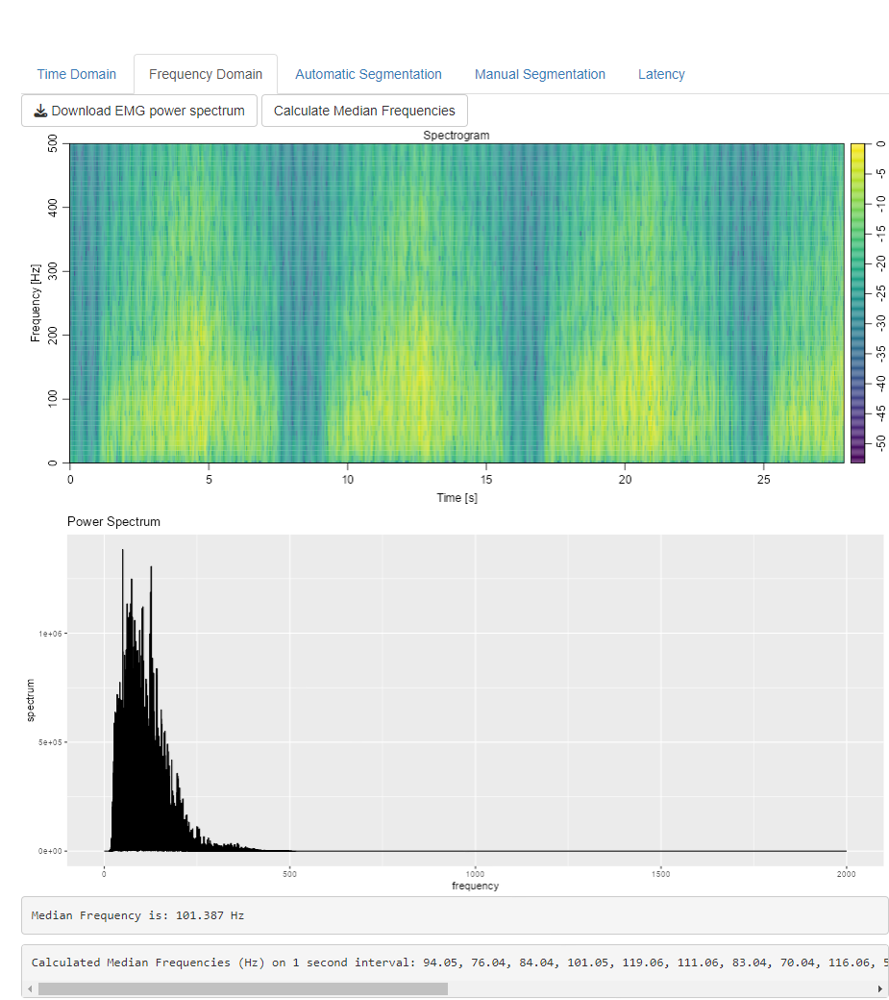 Time Domain Frequency Domain Automatic Segmentation Manual Segmentation Latency
Download EMG power spectrum Calculate Median Frequencies
Spectrogram
500
400
300
200
100
0
Frequency [Hz]
0 5 10 15 20 25
Time [s]
0
-5
-10
-15
-20
-25
-30
-35
-40
-45
-50
Power Spectrum
1e+06
5e+05
0e+00
spectrum
0 500 1000 1500 2000
frequency
Median Frequency is: 101.387 Hz
Calculated Median Frequencies (Hz) on 1 second interval: 94.05, 76.04, 84.04, 101.05, 119.06, 111.06, 83.04, 70.04, 116.06,